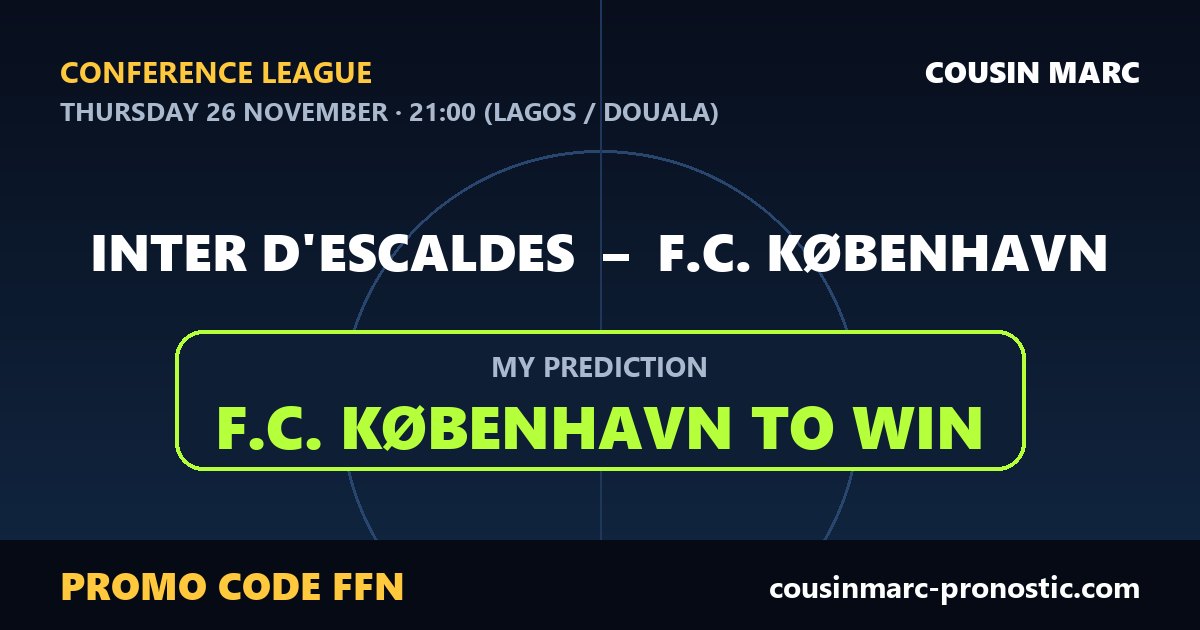 CONFERENCE LEAGUE
COUSIN MARC
THURSDAY 26 NOVEMBER · 21:00 (LAGOS / DOUALA)
INTER D'ESCALDES – F.C. KØBENHAVN
MY PREDICTION
F.C. KØBENHAVN TO WIN
PROMO CODE FFN
cousinmarc-pronostic.com